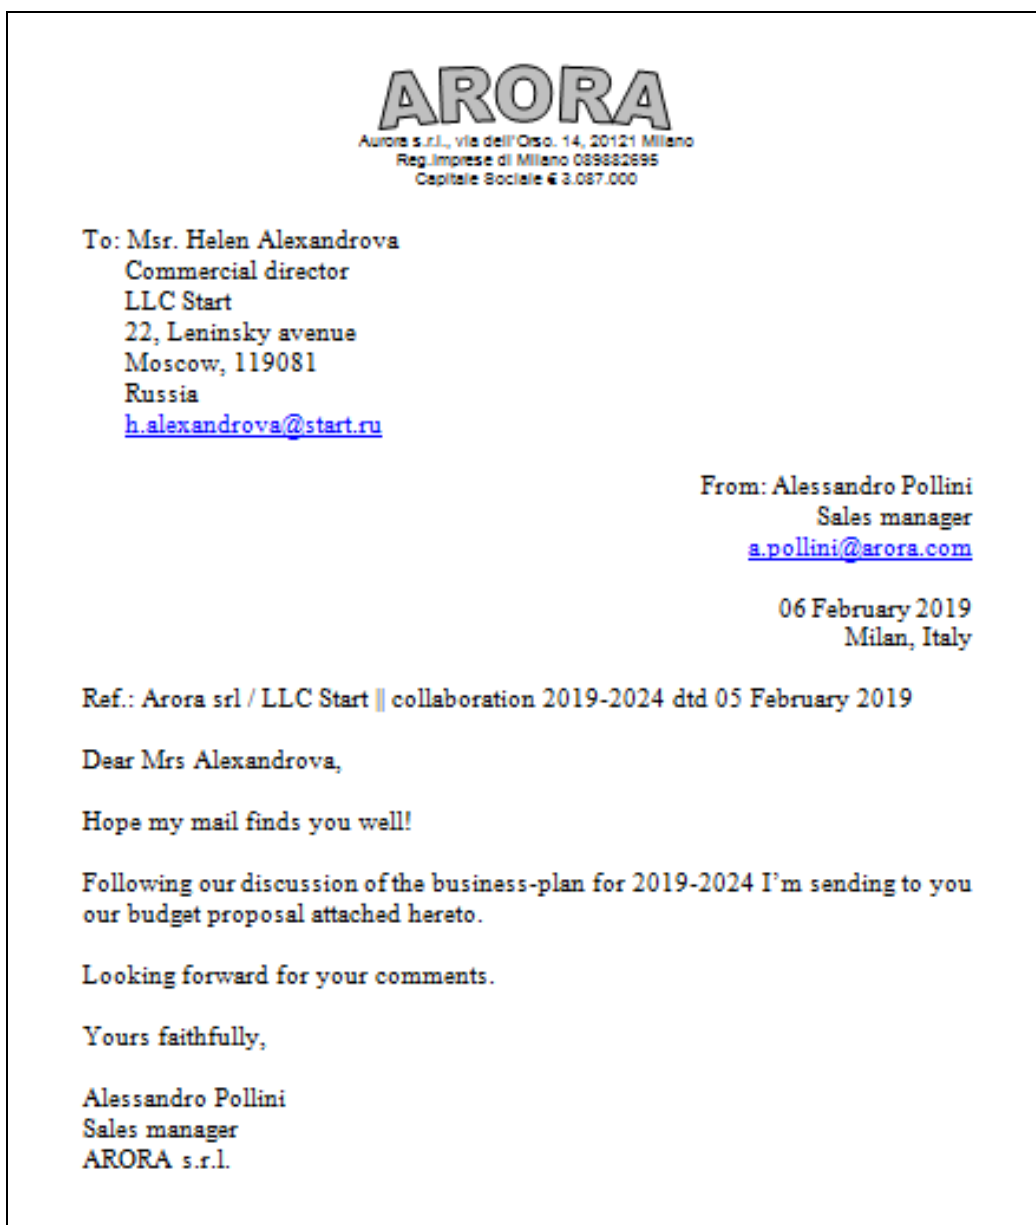 ARORA
Aurora s.r.l., via dell'Orso. 14, 20121 Milano
Reg.Imprese di Milano 089882695
Capitale Sociale € 3.087.000
To: Msr. Helen Alexandrova
Commercial director
LLC Start
22, Leninsky avenue
Moscow, 119081
Russia
h.alexandrova@start.ru
From: Alessandro Pollini
Sales manager
a.pollini@arora.com
06 February 2019
Milan, Italy
Ref.: Arora srl / LLC Start || collaboration 2019-2024 dtd 05 February 2019
Dear Mrs Alexandrova,
Hope my mail finds you well!
Following our discussion of the business-plan for 2019-2024 I’m sending to you
our budget proposal attached hereto.
Looking forward for your comments.
Yours faithfully,
Alessandro Pollini
Sales manager
ARORA s.r.l.